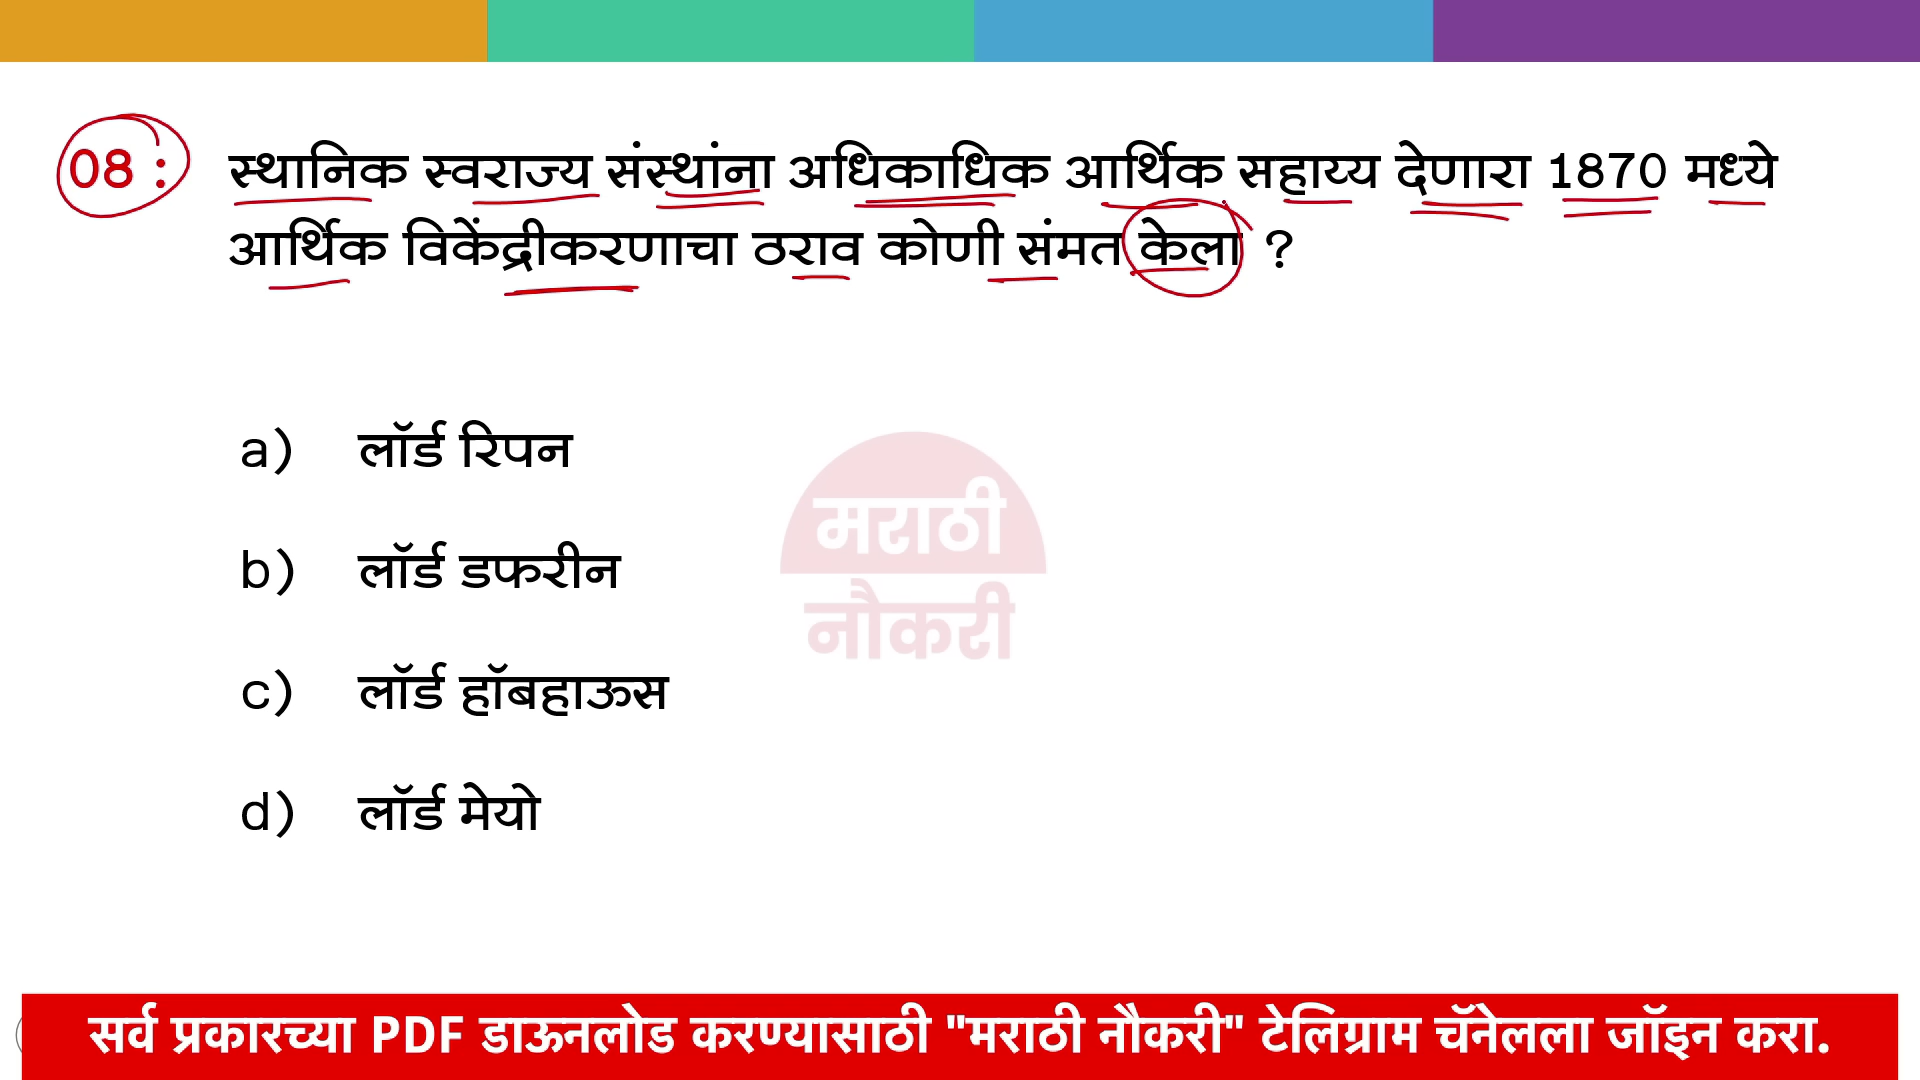 08 : स्थानिक स्वराज्य संस्थांना अधिकाधिक आर्थिक सहाय्य देणारा 1870 मध्ये
आर्थिक विकेंद्रीकरणाचा ठराव कोणी संमत केला ?
a) लॉर्ड रिपन
b) लॉर्ड डफरीन
c) लॉर्ड हॉबहाऊस
d) लॉर्ड मेयो
मराठी
नौकरी
सर्व प्रकारच्या PDF डाऊनलोड करण्यासाठी "मराठी नौकरी" टेलिग्राम चॅनेलला जॉइन करा.